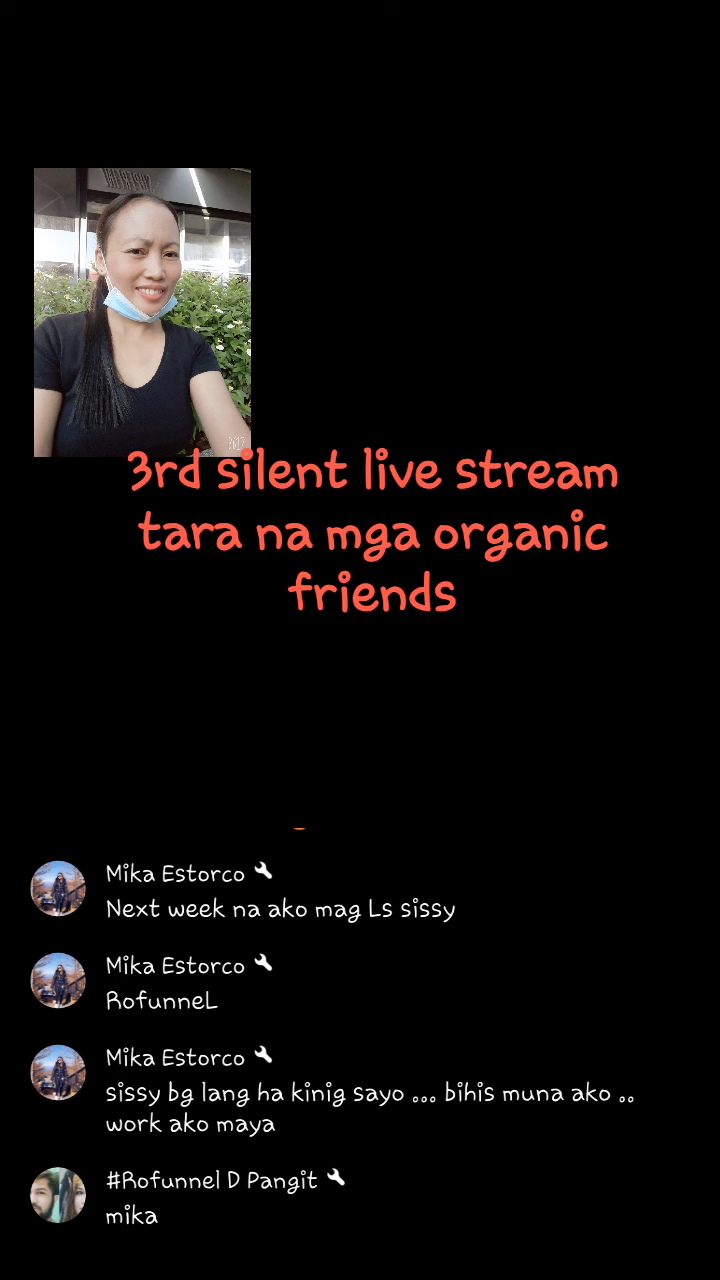 3rd silent live stream
tara na mga organic
friends
Mika Estorco
Next week na ako mag Ls sissy
Mika Estorco
RofunneL
Mika Estorco
sissy bg lang ha kinig sayo ... bihis muna ako ..
work ako maya
#Rofunnel D Pangit
mika